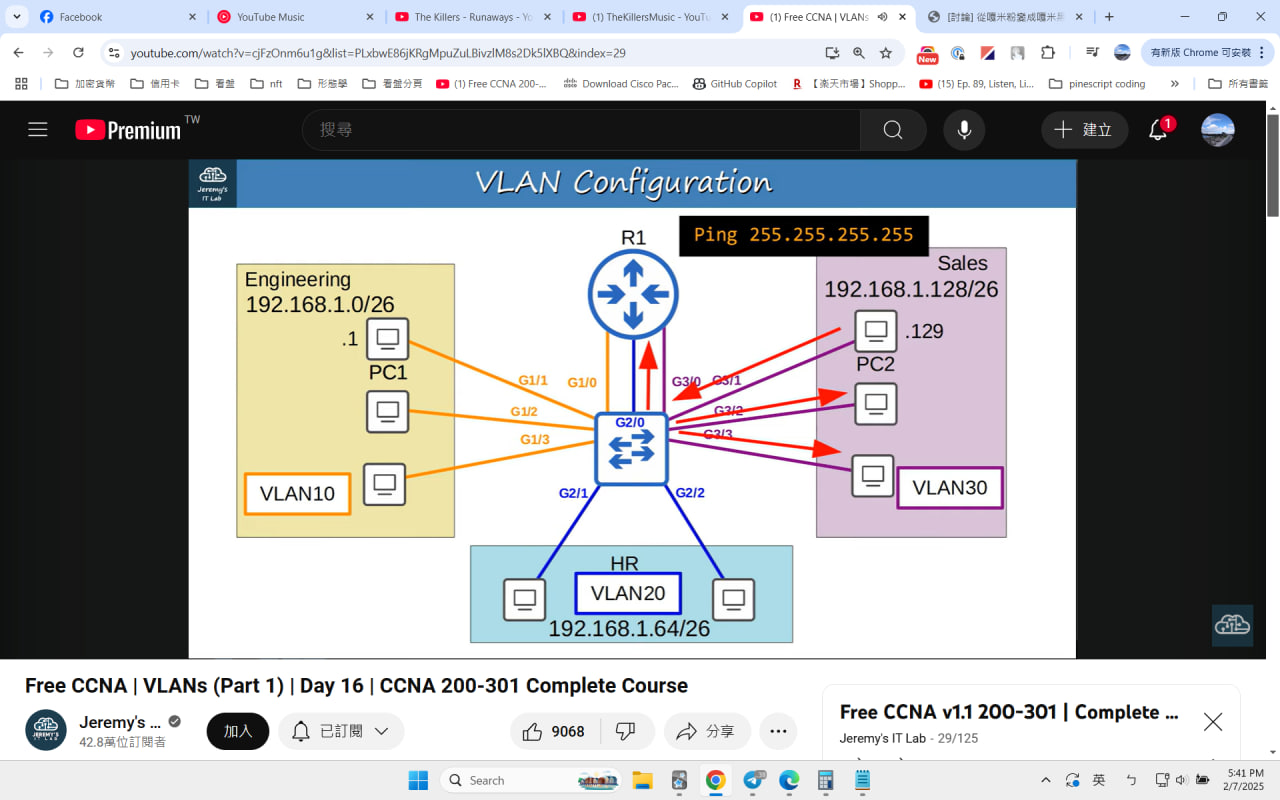 Facebook
YouTube Music
The Killers - Runaways - Yo
(1) TheKillersMusic - YouTu
(1) Free CCNA | VLANs
[討論] 從嘎米粉變成嘎米黑
youtube.com/watch?v=cjFzOnm6u1g&list=PLxbwE86jKRgMpuZuLBivzlM8s2Dk5lXBQ&index=29
New
有新版 Chrome 可安裝
加密貨幣
信用卡
看盤
nft
形態學
看盤分頁
(1) Free CCNA 200-...
Download Cisco Pac...
GitHub Copilot
【楽天市場】Shopp...
(15) Ep. 89, Listen, Li...
pinescript coding
»
所有書籤
Premium TW
搜尋
建立
1
Jeremy's
IT Lab
VLAN Configuration
R1
Ping 255.255.255.255
Engineering
192.168.1.0/26
.1
PC1
VLAN10
Sales
192.168.1.128/26
.129
PC2
VLAN30
G1/1
G1/0
G1/2
G1/3
G3/0
G3/1
G3/2
G3/3
G2/0
G2/1
G2/2
HR
VLAN20
192.168.1.64/26
Free CCNA | VLANs (Part 1) | Day 16 | CCNA 200-301 Complete Course
Jeremy's ...
42.8萬位訂閱者
加入
已訂閱
9068
分享
Free CCNA v1.1 200-301 | Complete ...
Jeremy's IT Lab - 29/125
Search
英
ㄅ
5:41 PM
2/7/2025